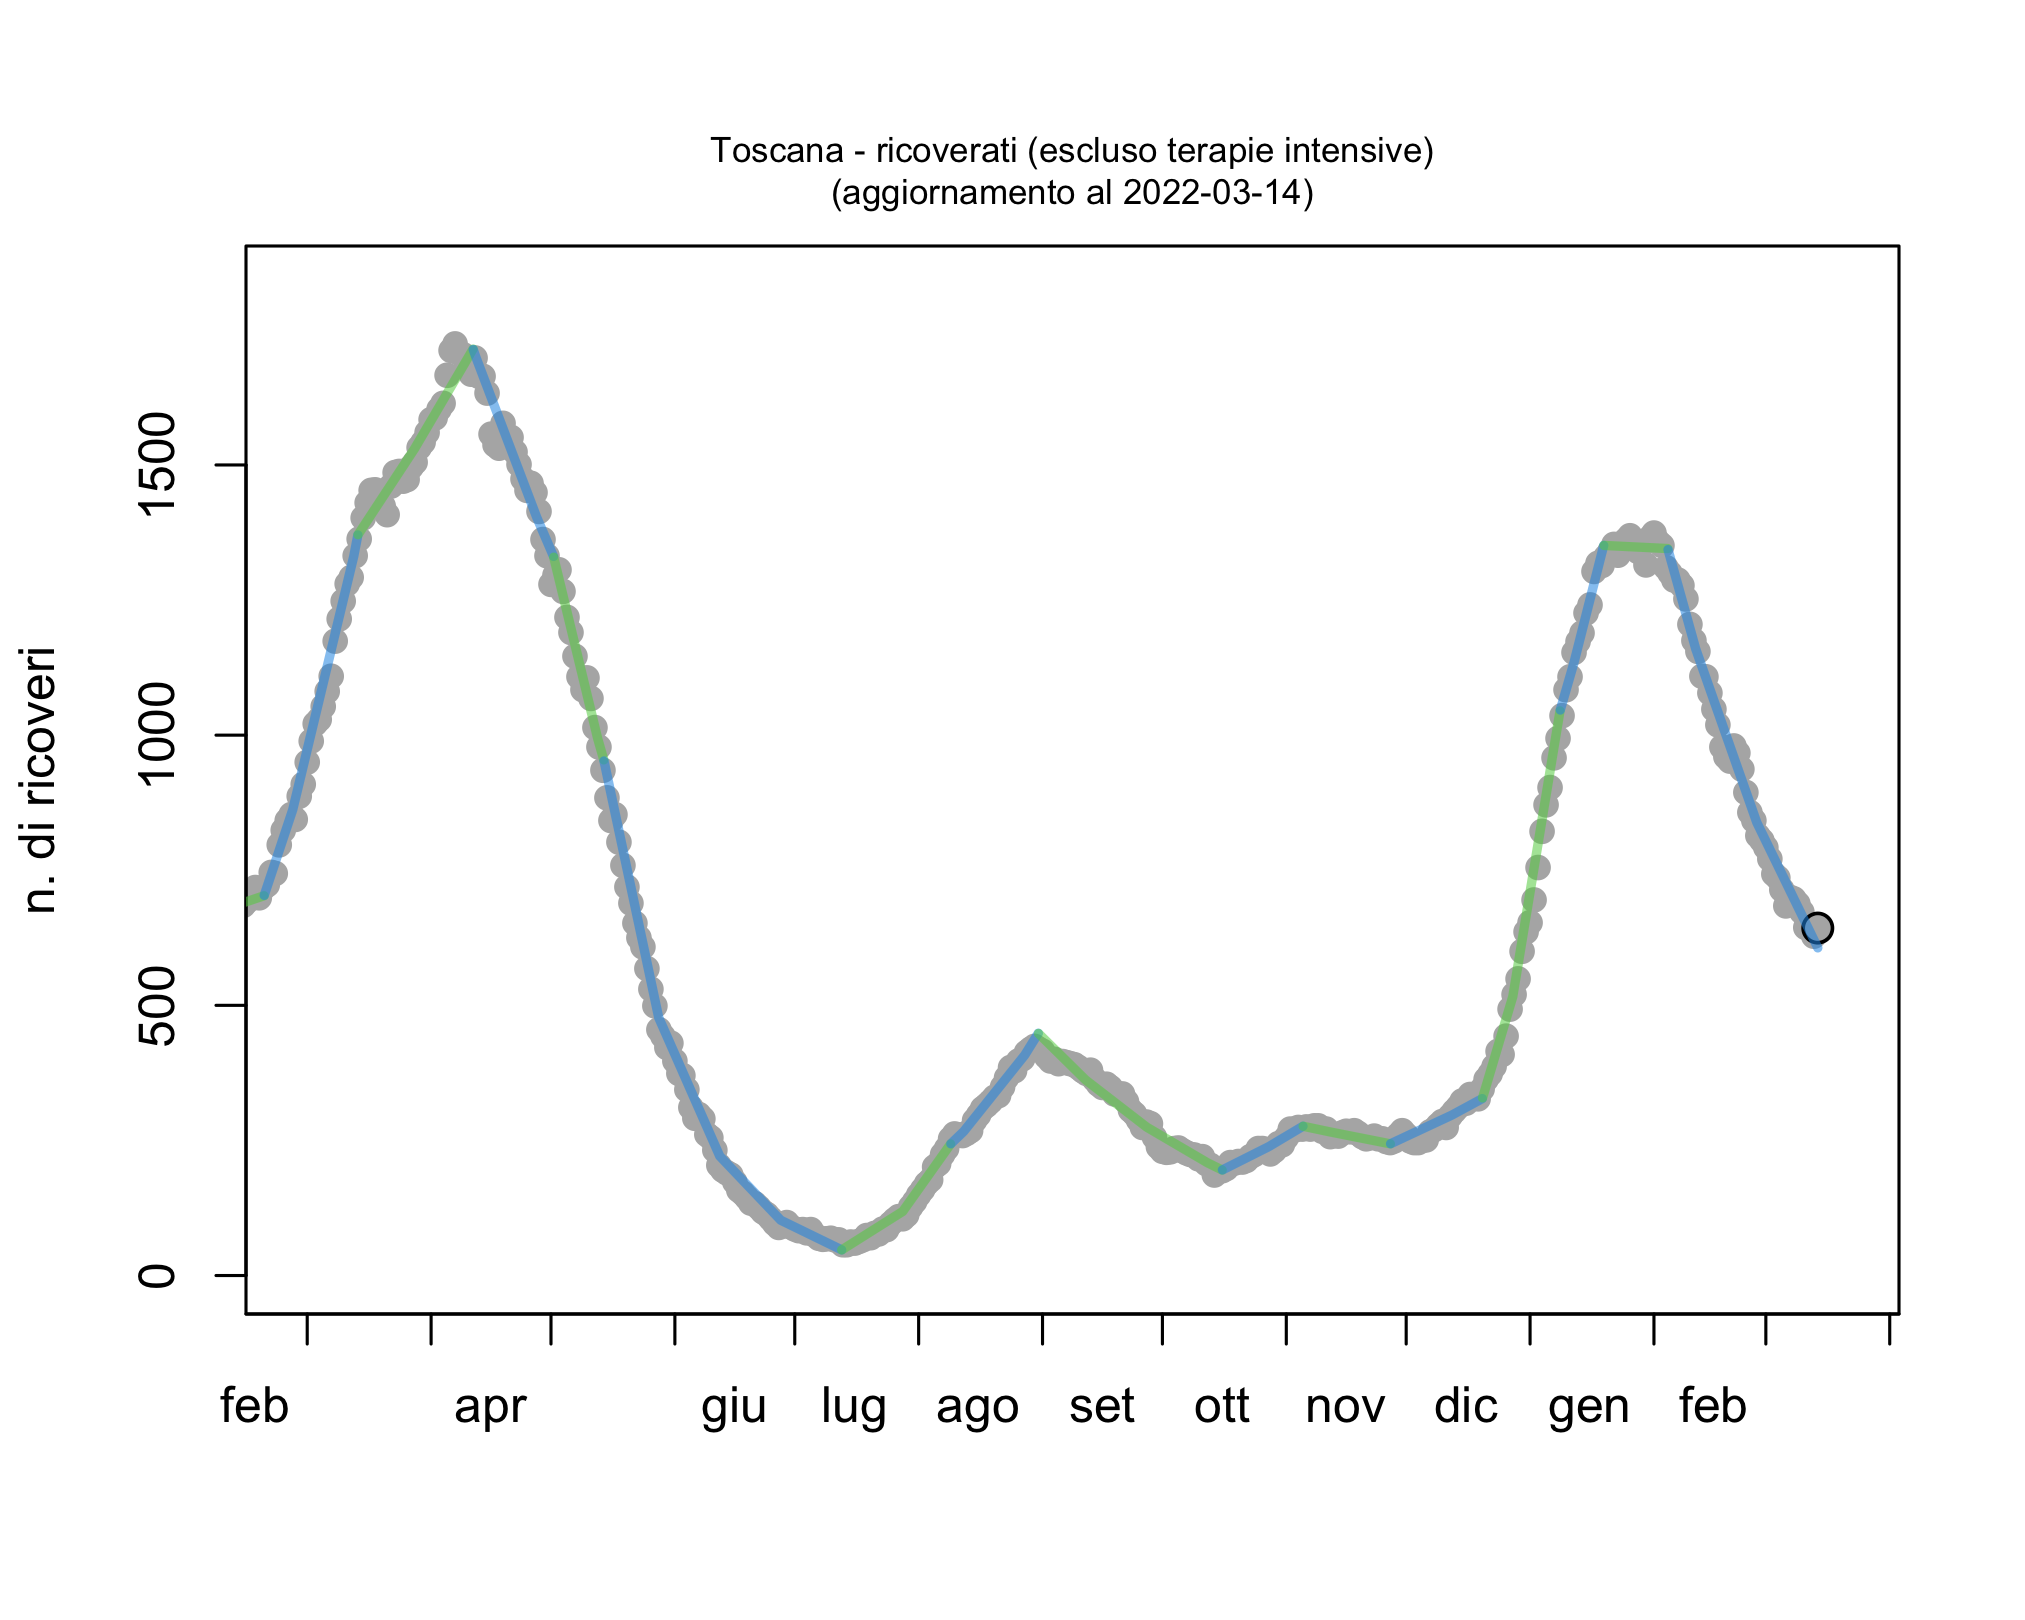 Toscana - ricoverati (escluso terapie intensive)
(aggiornamento al 2022-03-14)
n. di ricoveri
1500
1000
500
0
feb apr giu lug ago set ott nov dic gen feb